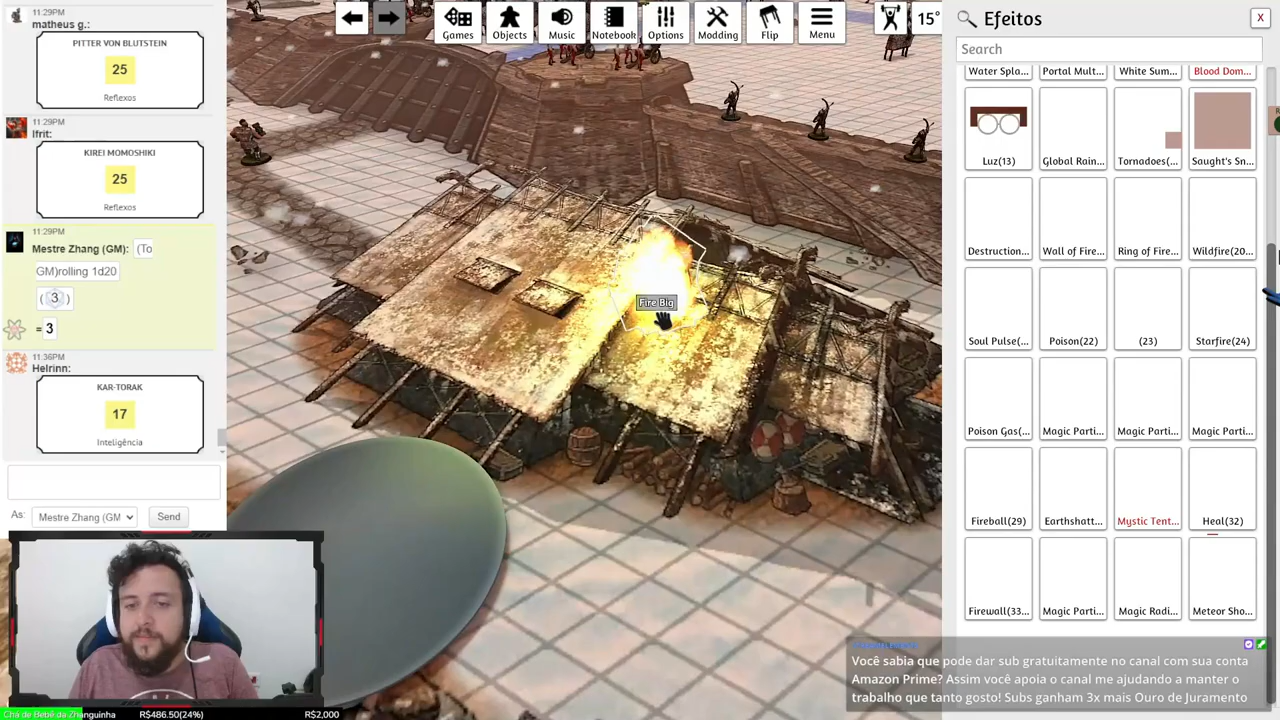 11:29PM
matheus g.:
PITTER VON BLUTSTEIN
25
Reflexos
11:29PM
Ifrit:
KIREI MOMOSHIKI
25
Reflexos
11:29PM
Mestre Zhang (GM): (To
GM)rolling 1d20
(3)
=3
11:36PM
Helrinn:
KAR-TORAK
17
Inteligência
As: Mestre Zhang (GM Send
Chá de Bebê da Zhanguinha R$486.50(24%) R$2,000
Games Objects Music Notebook Options Modding Flip Menu 15°
Fire Big
Efeitos X
Search
Water Spla... Portal Mult... White Sum... Blood Dom...
Luz(13) Global Rain... Tornadoes(... Saught's Sn...
Destruction... Wall of Fire... Ring of Fire... Wildfire(20...
Soul Pulse(... Poison(22) (23) Starfire(24)
Poison Gas(... Magic Parti... Magic Parti... Magic Parti...
Fireball(29) Earthshatt... Mystic Tent... Heal(32)
Firewall(33... Magic Parti... Magic Radi... Meteor Sho...
Você sabia que pode dar sub gratuitamente no canal com sua conta
Amazon Prime? Assim você apoia o canal me ajudando a manter o
trabalho que tanto gosto! Subs ganham 3x mais Ouro de Juramento